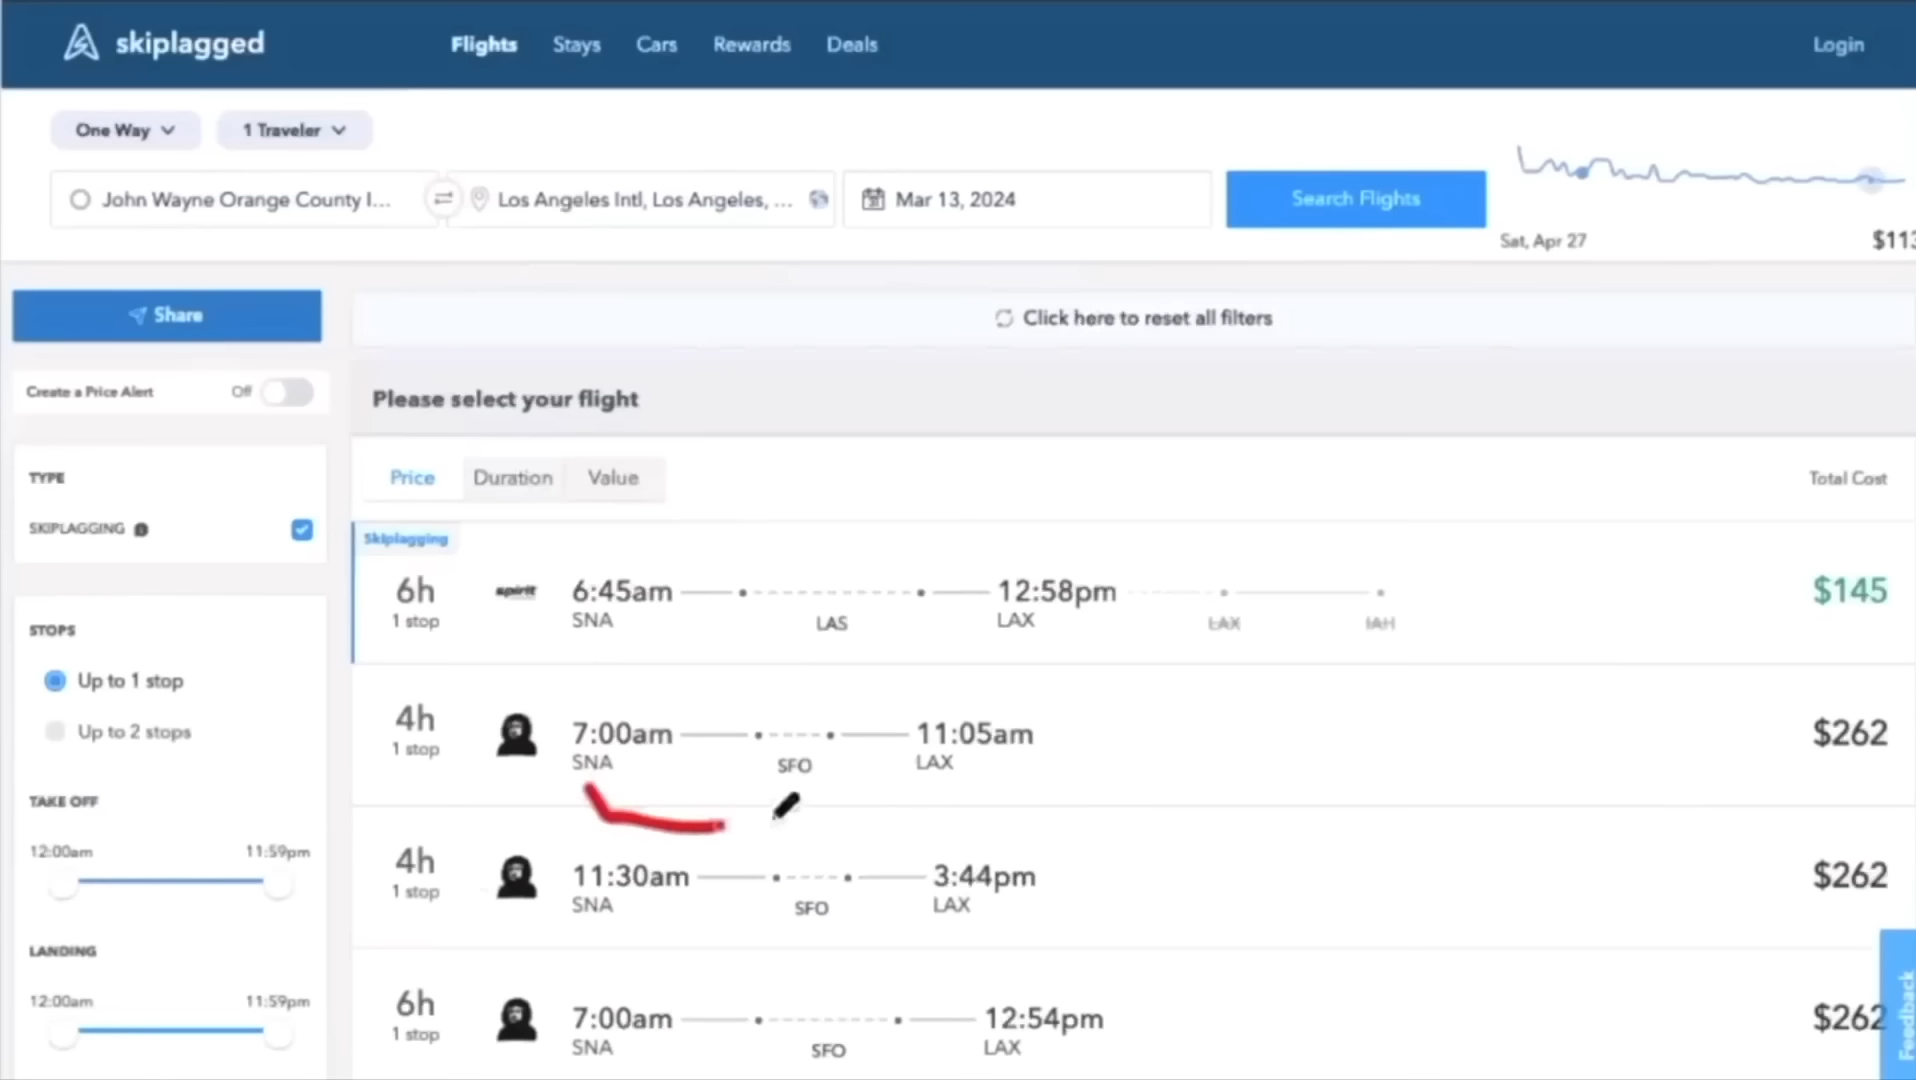 skiplagged Flights Stays Cars Rewards Deals Login
One Way 1 Traveler
John Wayne Orange County I... Los Angeles Intl, Los Angeles, ... Mar 13, 2024 Search Flights
Sat, Apr 27
Share
Click here to reset all filters
Create a Price Alert Off
Please select your flight
TYPE
SKIPLAGGING
STOPS
Up to 1 stop
Up to 2 stops
TAKE OFF
12:00am 11:59pm
LANDING
12:00am 11:59pm
Price Duration Value Total Cost
Skiplagging
6h spirit 6:45am 12:58pm $145
1 stop SNA LAS LAX LAX IAH
4h 7:00am 11:05am $262
1 stop SNA SFO LAX
4h 11:30am 3:44pm $262
1 stop SNA SFO LAX
6h 7:00am 12:54pm $262
1 stop SNA SFO LAX
Feedback